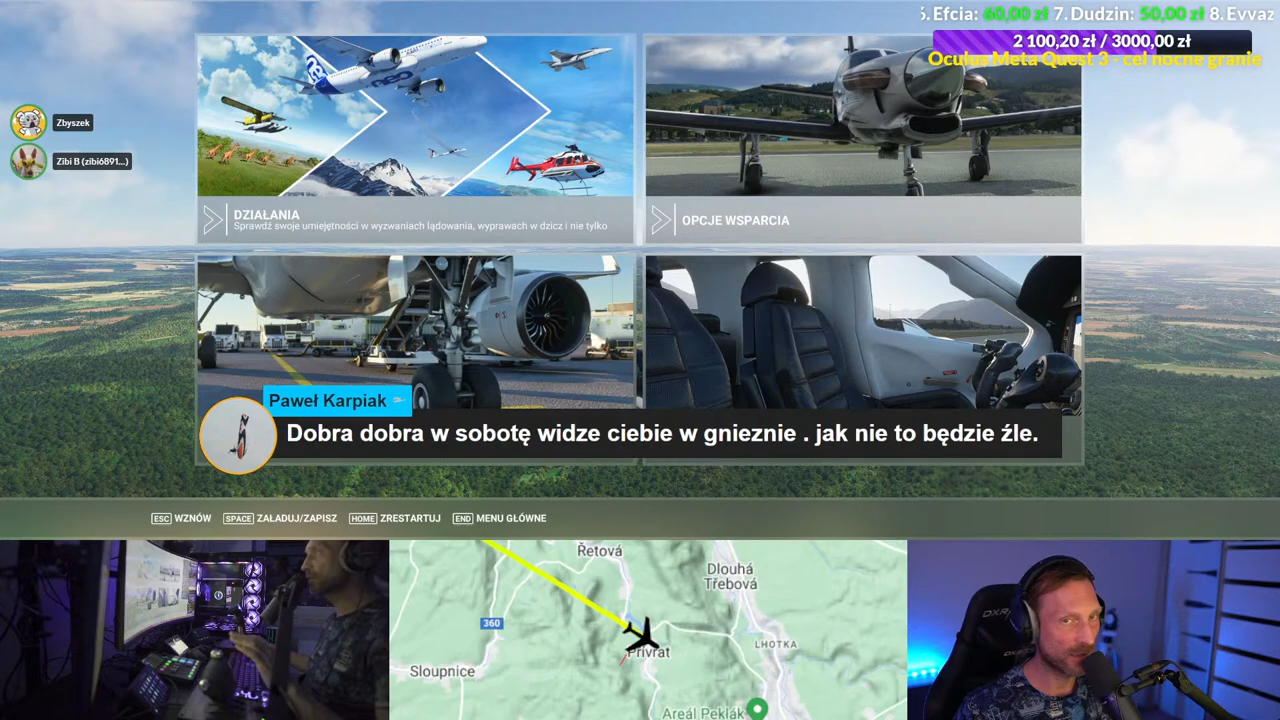 5. Efcia: 60,00 zł 7. Dudzin: 50,00 zł 8. Evvaz
2 100,20 zł / 3000,00 zł
Oculus Meta Quest 3 - cel nocne granie
Zbyszek
Zibi B (zibi6891...)
neo
DZIAŁANIA
Sprawdź swoje umiejętności w wyzwaniach lądowania, wyprawach w dzicz i nie tylko
OPCJE WSPARCIA
Paweł Karpiak
Dobra dobra w sobotę widze ciebie w gnieznie . jak nie to będzie źle.
ESC WZNÓW SPACE ZAŁADUJ/ZAPISZ HOME ZRESTARTUJ END MENU GŁÓWNE
Řetová
Dlouhá
Třebová
360
Přívrat
LHOTKA
Sloupnice
Areál Peklák
DXR